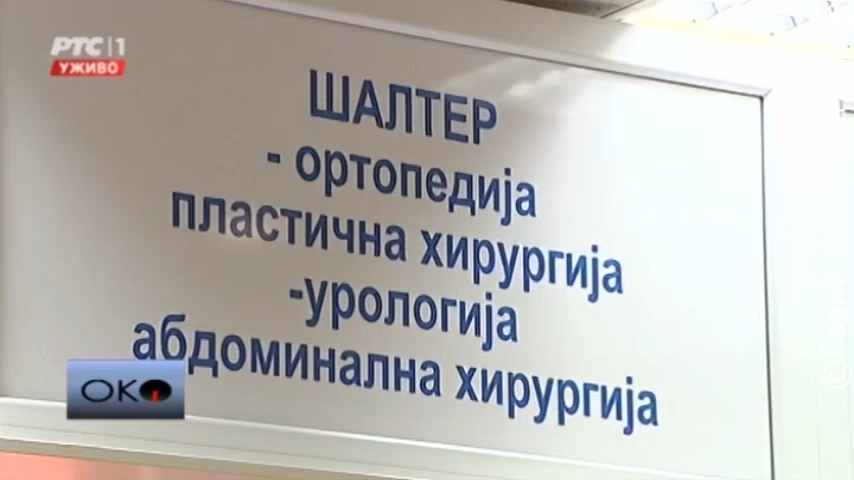 РТС|1
УЖИВО
ШАЛТЕР
- ортопедија
пластична хирургија
-урологија
абдоминална хирургија
ОКО